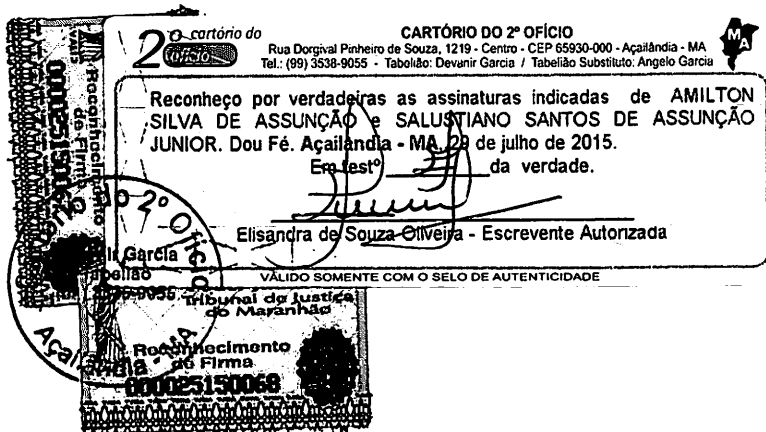 2º cartório do
Ofício
CARTÓRIO DO 2º OFÍCIO
Rua Dorgival Pinheiro de Souza, 1219 - Centro - CEP 65930-000 - Açailândia - MA
Tel.: (99) 3538-9055 - Tabelião: Devanir Garcia / Tabelião Substituto: Angelo Garcia
MA
Reconheço por verdadeiras as assinaturas indicadas de AMILTON
SILVA DE ASSUNÇÃO e SALUSTIANO SANTOS DE ASSUNÇÃO
JUNIOR. Dou Fé. Açailândia - MA, 29 de julho de 2015.
Em testº da verdade.
Elisandra de Souza Oliveira - Escrevente Autorizada
VÁLIDO SOMENTE COM O SELO DE AUTENTICIDADE
Reconhecimento
de Firma
do 2º Ofício
Garcia
Açailândia - MA
Tribunal de Justiça
do Maranhão
Reconhecimento
de Firma
000025150068